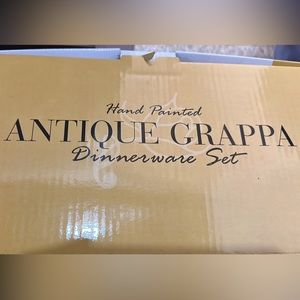 Hand Painted
ANTIQUE GRAPPA
Dinnerware Set